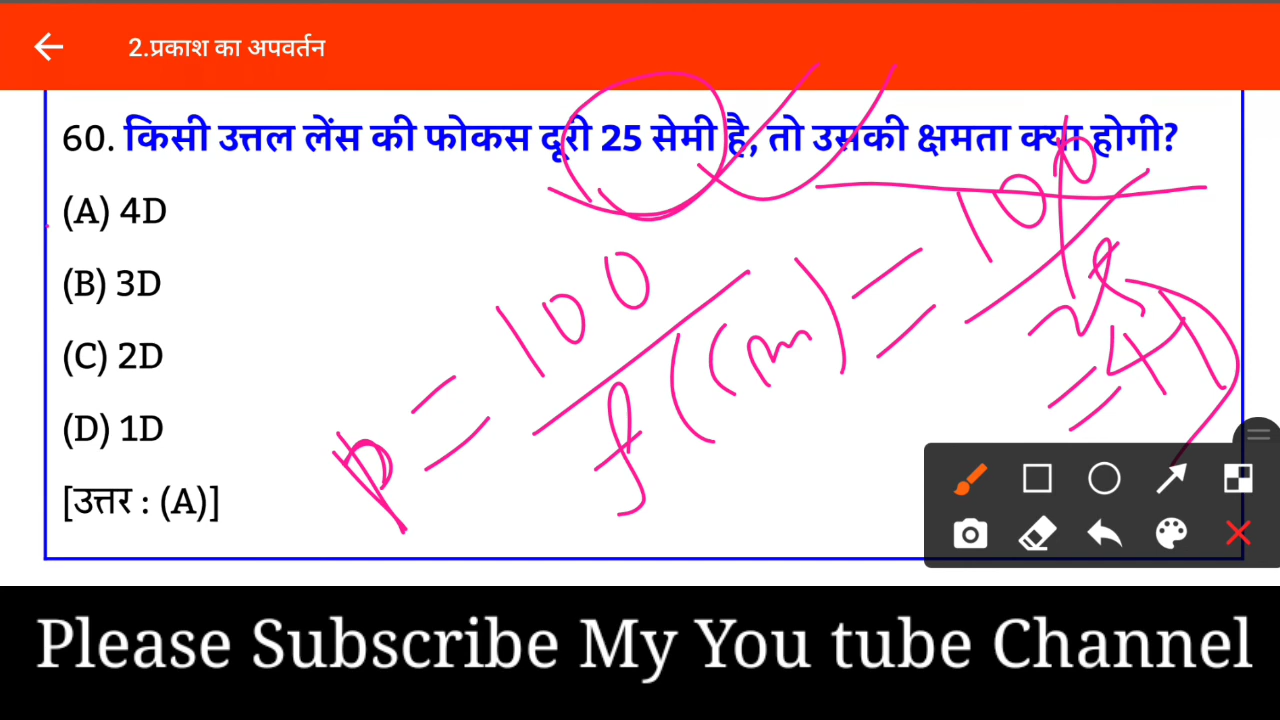 2.प्रकाश का अपवर्तन
60. किसी उत्तल लेंस की फोकस दूरी 25 सेमी है, तो उसकी क्षमता क्या होगी?
(A) 4D
(B) 3D
(C) 2D
(D) 1D
[उत्तर : (A)]
p = 100 / f (m) = 100 / 25
= 4D
Please Subscribe My You tube Channel